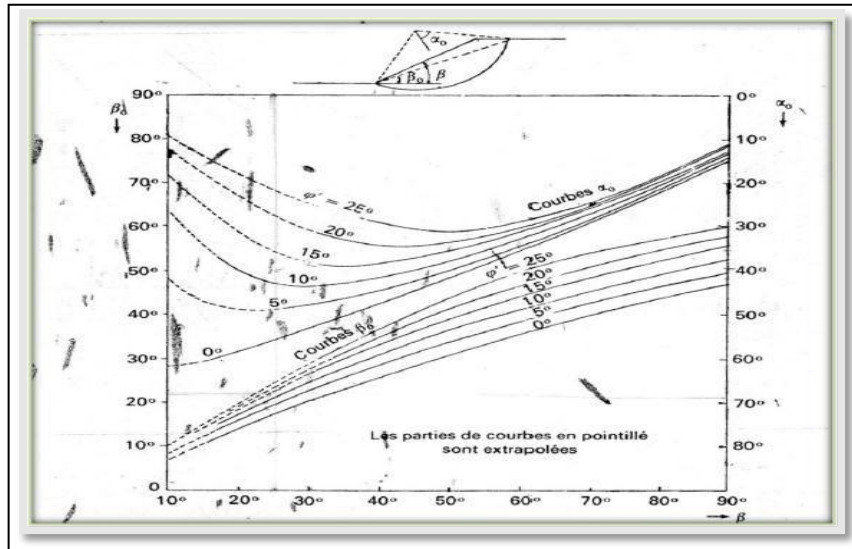 α₀
β₀ β
90° 0°
β₀ α₀
80° 10°
70° 20°
φ' = 25° Courbes α₀
20°
60° 30°
15° 25°
φ' = 20°
50° 10° 15° 40°
10°
5° 5°
40° 0° 50°
0° Courbes β₀
30° 60°
20° 70°
Les parties de courbes en pointillé
10° 80°
sont extrapolées
0
10° 20° 30° 40° 50° 60° 70° 80° 90°
β